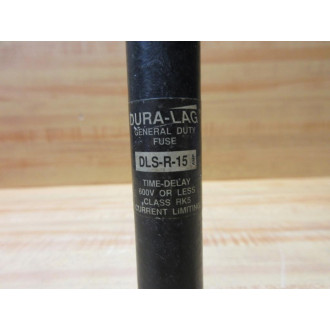 DURA-LAG
GENERAL DUTY
FUSE
DLS-R-15
TIME-DELAY
600V OR LESS
CLASS RK5
CURRENT LIMITING